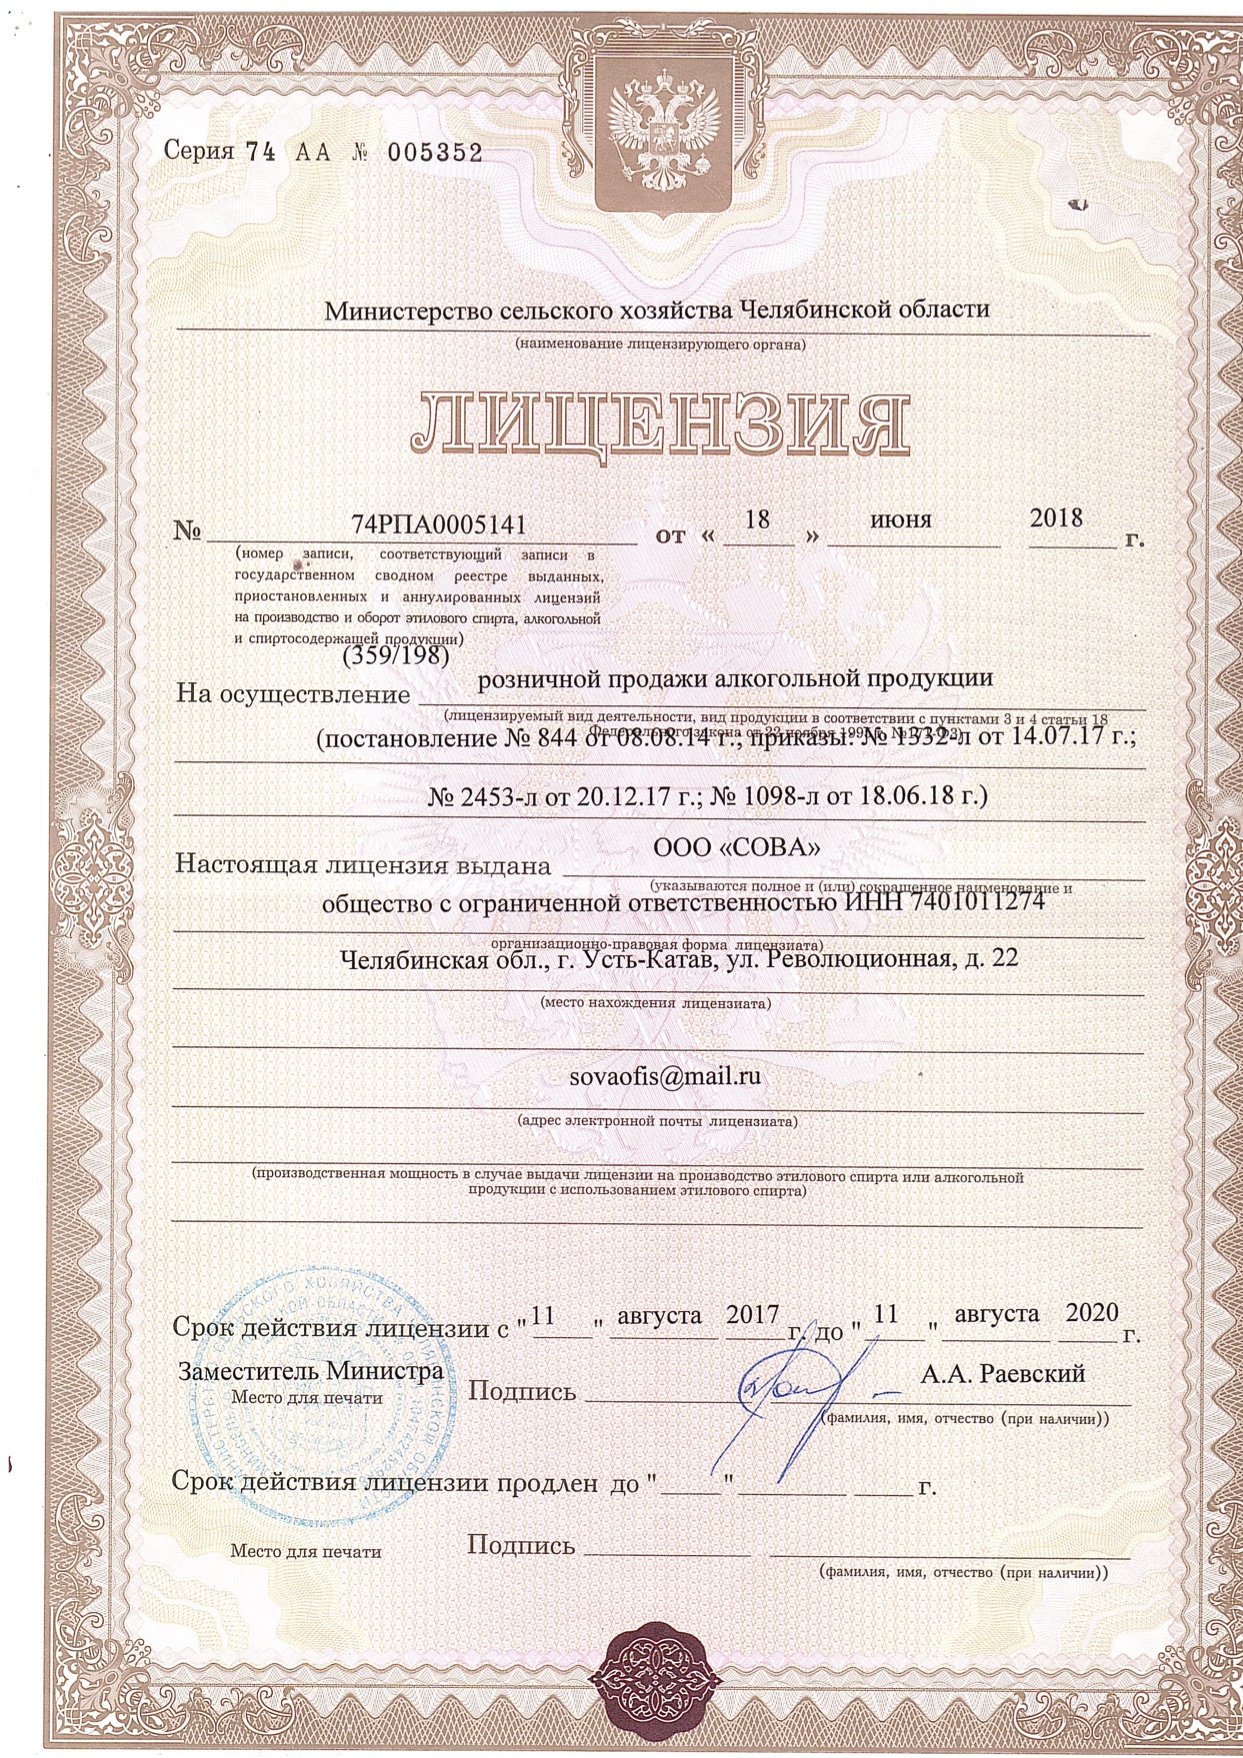 Серия 74 АА № 005352
Министерство сельского хозяйства Челябинской области
(наименование лицензирующего органа)
ЛИЦЕНЗИЯ
№ 74РПА0005141 от « 18 » июня 2018 г.
(номер записи, соответствующий записи в
государственном сводном реестре выданных,
приостановленных и аннулированных лицензий
на производство и оборот этилового спирта, алкогольной
и спиртосодержащей продукции)
(359/198)
На осуществление розничной продажи алкогольной продукции
(лицензируемый вид деятельности, вид продукции в соответствии с пунктами 3 и 4 статьи 18
Федерального закона от 22 ноября
(постановление № 844 от 08.08.14 г.; приказы: № 1332-л от 14.07.17 г.;
№ 2453-л от 20.12.17 г.; № 1098-л от 18.06.18 г.)
Настоящая лицензия выдана ООО «СОВА»
(указываются полное и (или) сокращенное наименование и
общество с ограниченной ответственностью ИНН 7401011274
организационно-правовая форма лицензиата)
Челябинская обл., г. Усть-Катав, ул. Революционная, д. 22
(место нахождения лицензиата)
sovaofis@mail.ru
(адрес электронной почты лицензиата)
(производственная мощность в случае выдачи лицензии на производство этилового спирта или алкогольной
продукции с использованием этилового спирта)
Срок действия лицензии с "11" августа 2017 г. до "11" августа 2020 г.
Заместитель Министра
Место для печати
Подпись
А.А. Раевский
(фамилия, имя, отчество (при наличии))
Срок действия лицензии продлен до "___" ___ ___ г.
Место для печати
Подпись
(фамилия, имя, отчество (при наличии))